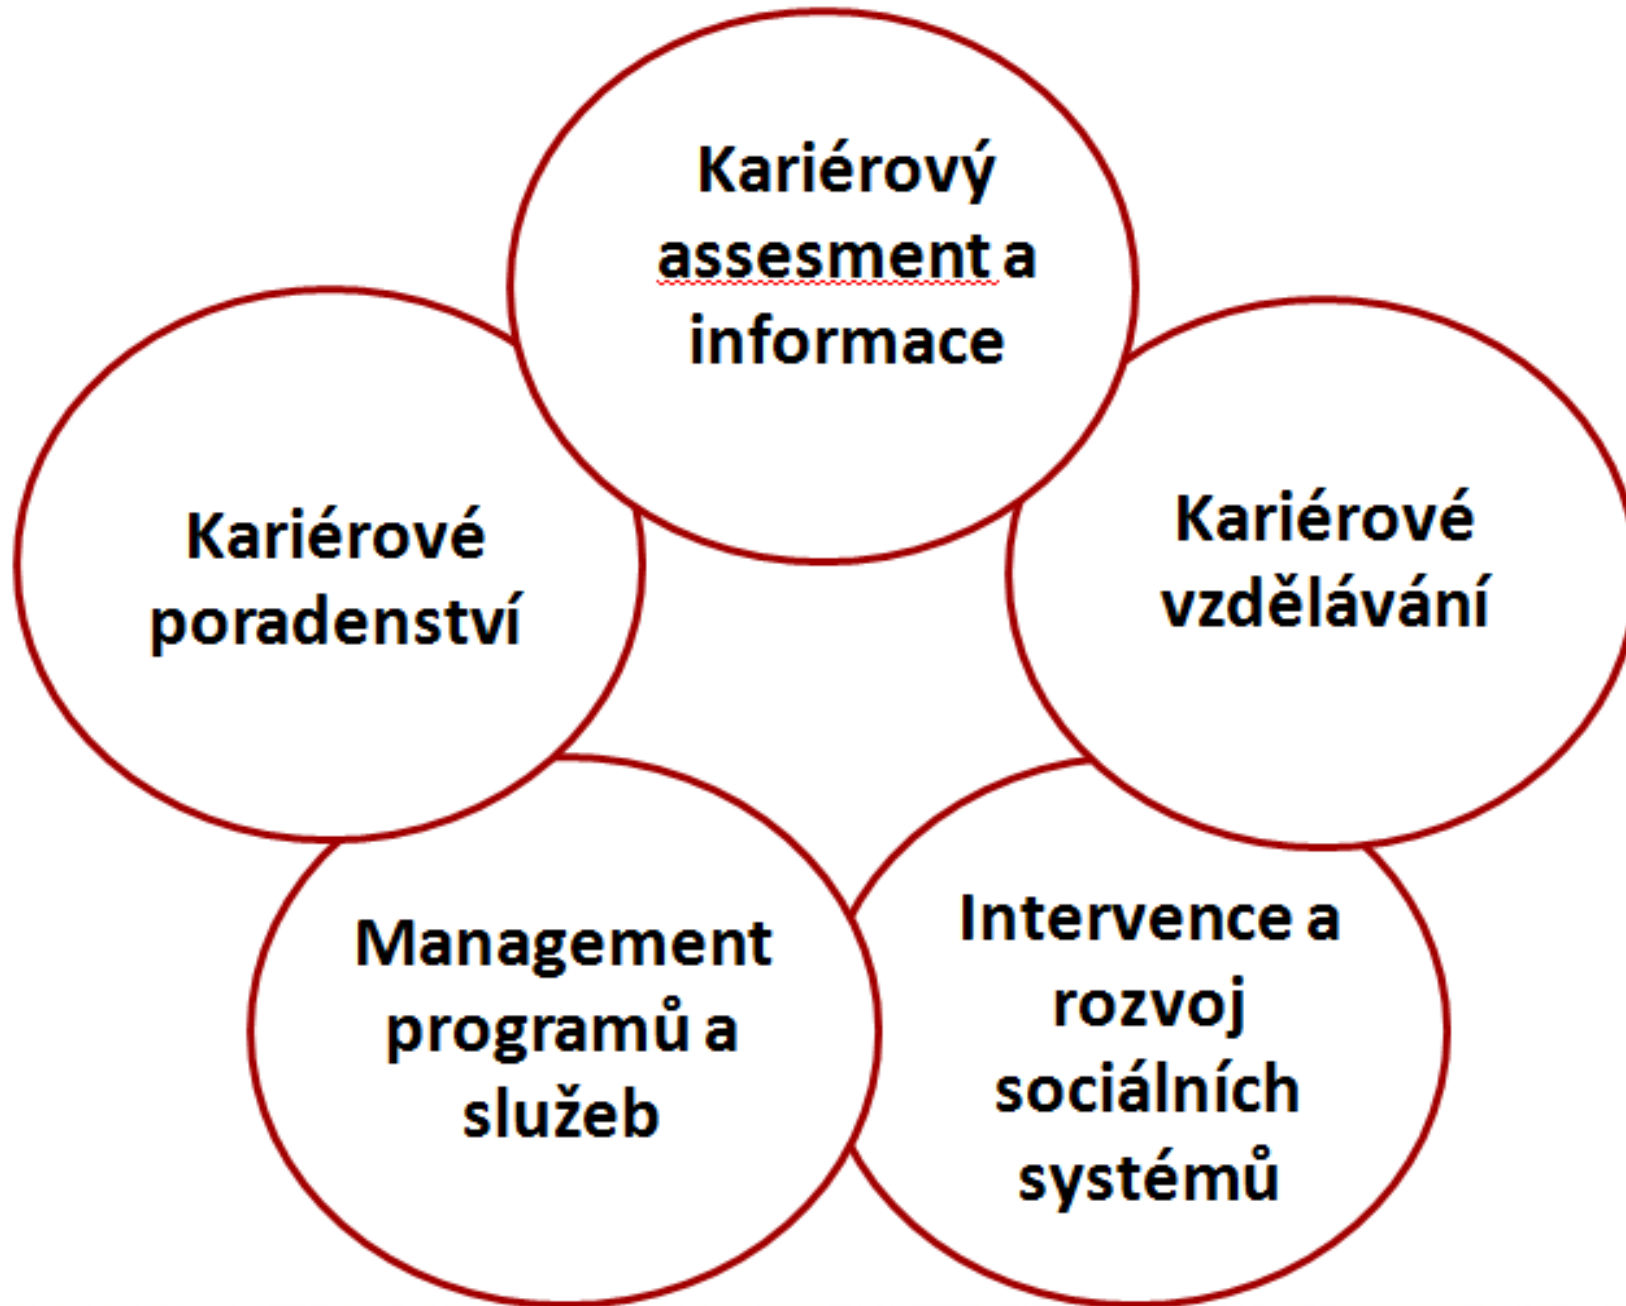 Kariérový
assesment a
informace
Kariérové
poradenství
Kariérové
vzdělávání
Management
programů a
služeb
Intervence a
rozvoj
sociálních
systémů